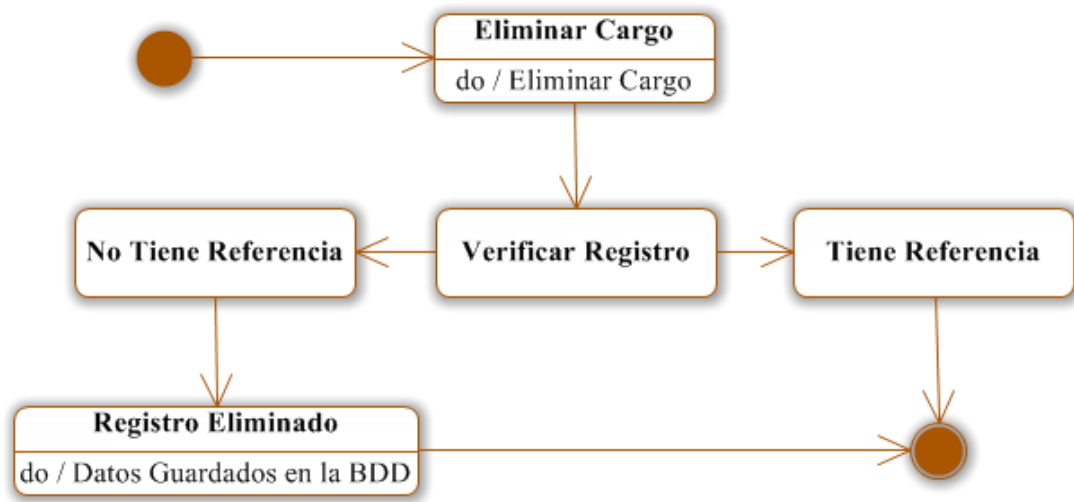 Eliminar Cargo
do / Eliminar Cargo
No Tiene Referencia
Verificar Registro
Tiene Referencia
Registro Eliminado
do / Datos Guardados en la BDD